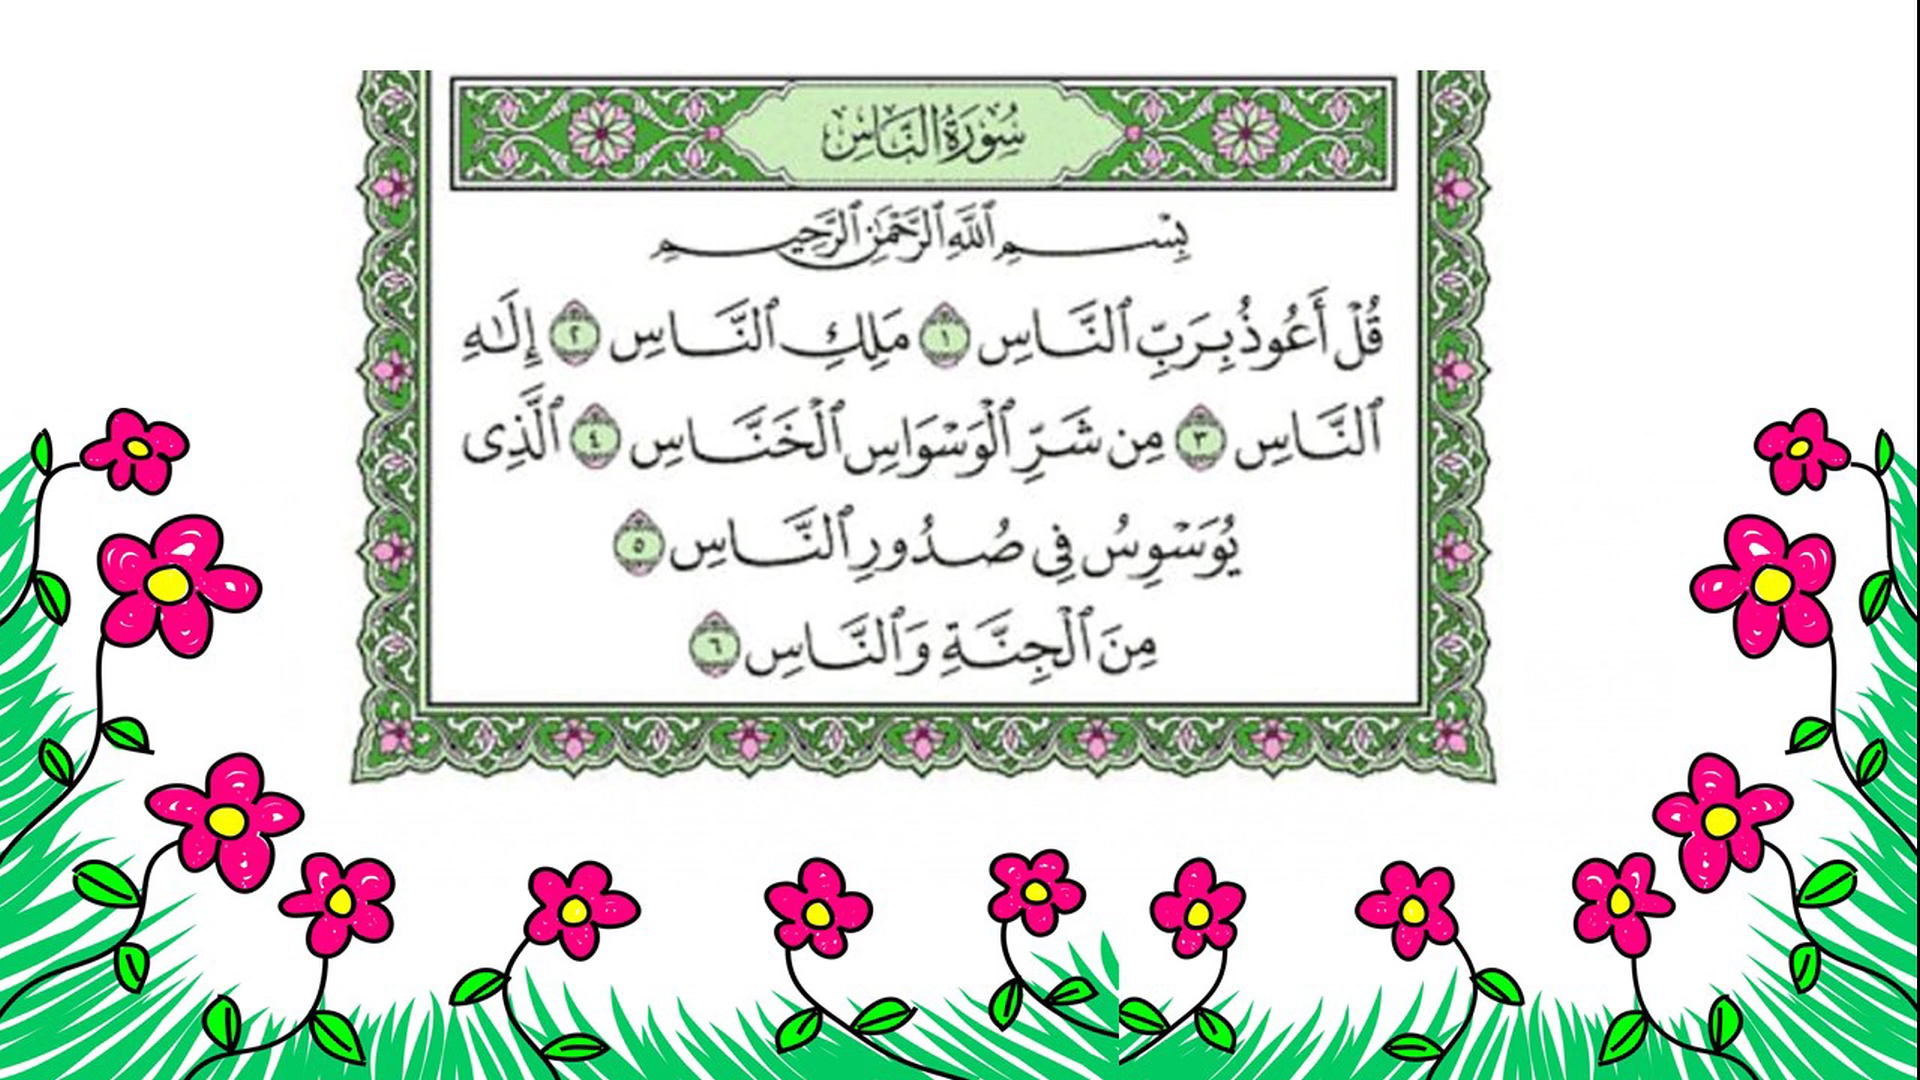 سُورَةُ النَّاسِ
بِسْمِ ٱللَّهِ ٱلرَّحْمَٰنِ ٱلرَّحِيمِ
قُلْ أَعُوذُ بِرَبِّ ٱلنَّاسِ ١ مَلِكِ ٱلنَّاسِ ٢ إِلَٰهِ
ٱلنَّاسِ ٣ مِن شَرِّ ٱلْوَسْوَاسِ ٱلْخَنَّاسِ ٤ ٱلَّذِى
يُوَسْوِسُ فِى صُدُورِ ٱلنَّاسِ ٥
مِنَ ٱلْجِنَّةِ وَٱلنَّاسِ ٦